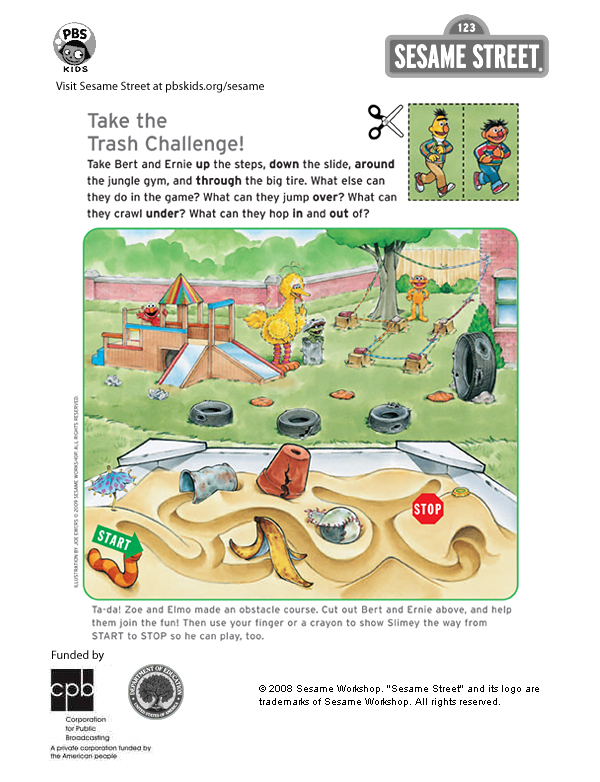 PBS
KIDS
123
SESAME STREET®
Visit Sesame Street at pbskids.org/sesame
Take the
Trash Challenge!
Take Bert and Ernie up the steps, down the slide, around
the jungle gym, and through the big tire. What else can
they do in the game? What can they jump over? What can
they crawl under? What can they hop in and out of?
ILLUSTRATION BY JOE EWERS © 2009 SESAME WORKSHOP. ALL RIGHTS RESERVED.
STOP
START
Ta-da! Zoe and Elmo made an obstacle course. Cut out Bert and Ernie above, and help
them join the fun! Then use your finger or a crayon to show Slimey the way from
START to STOP so he can play, too.
Funded by
cpb
Corporation
for Public
Broadcasting
A private corporation funded by
the American people
DEPARTMENT OF EDUCATION
UNITED STATES OF AMERICA
© 2008 Sesame Workshop. "Sesame Street" and its logo are
trademarks of Sesame Workshop. All rights reserved.